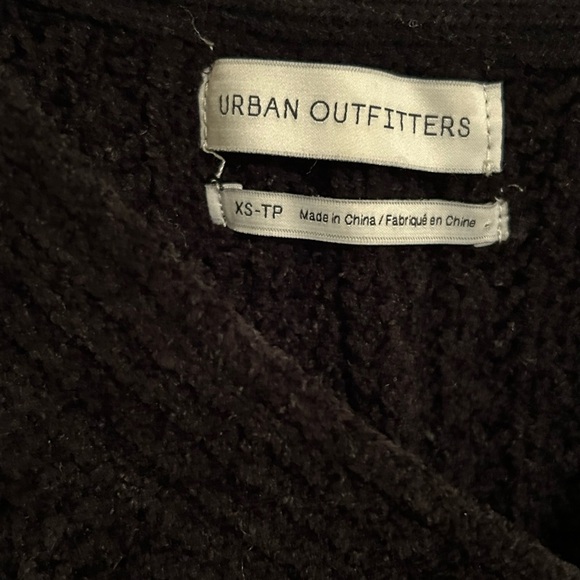 URBAN OUTFITTERS
XS-TP Made in China / Fabriqué en Chine